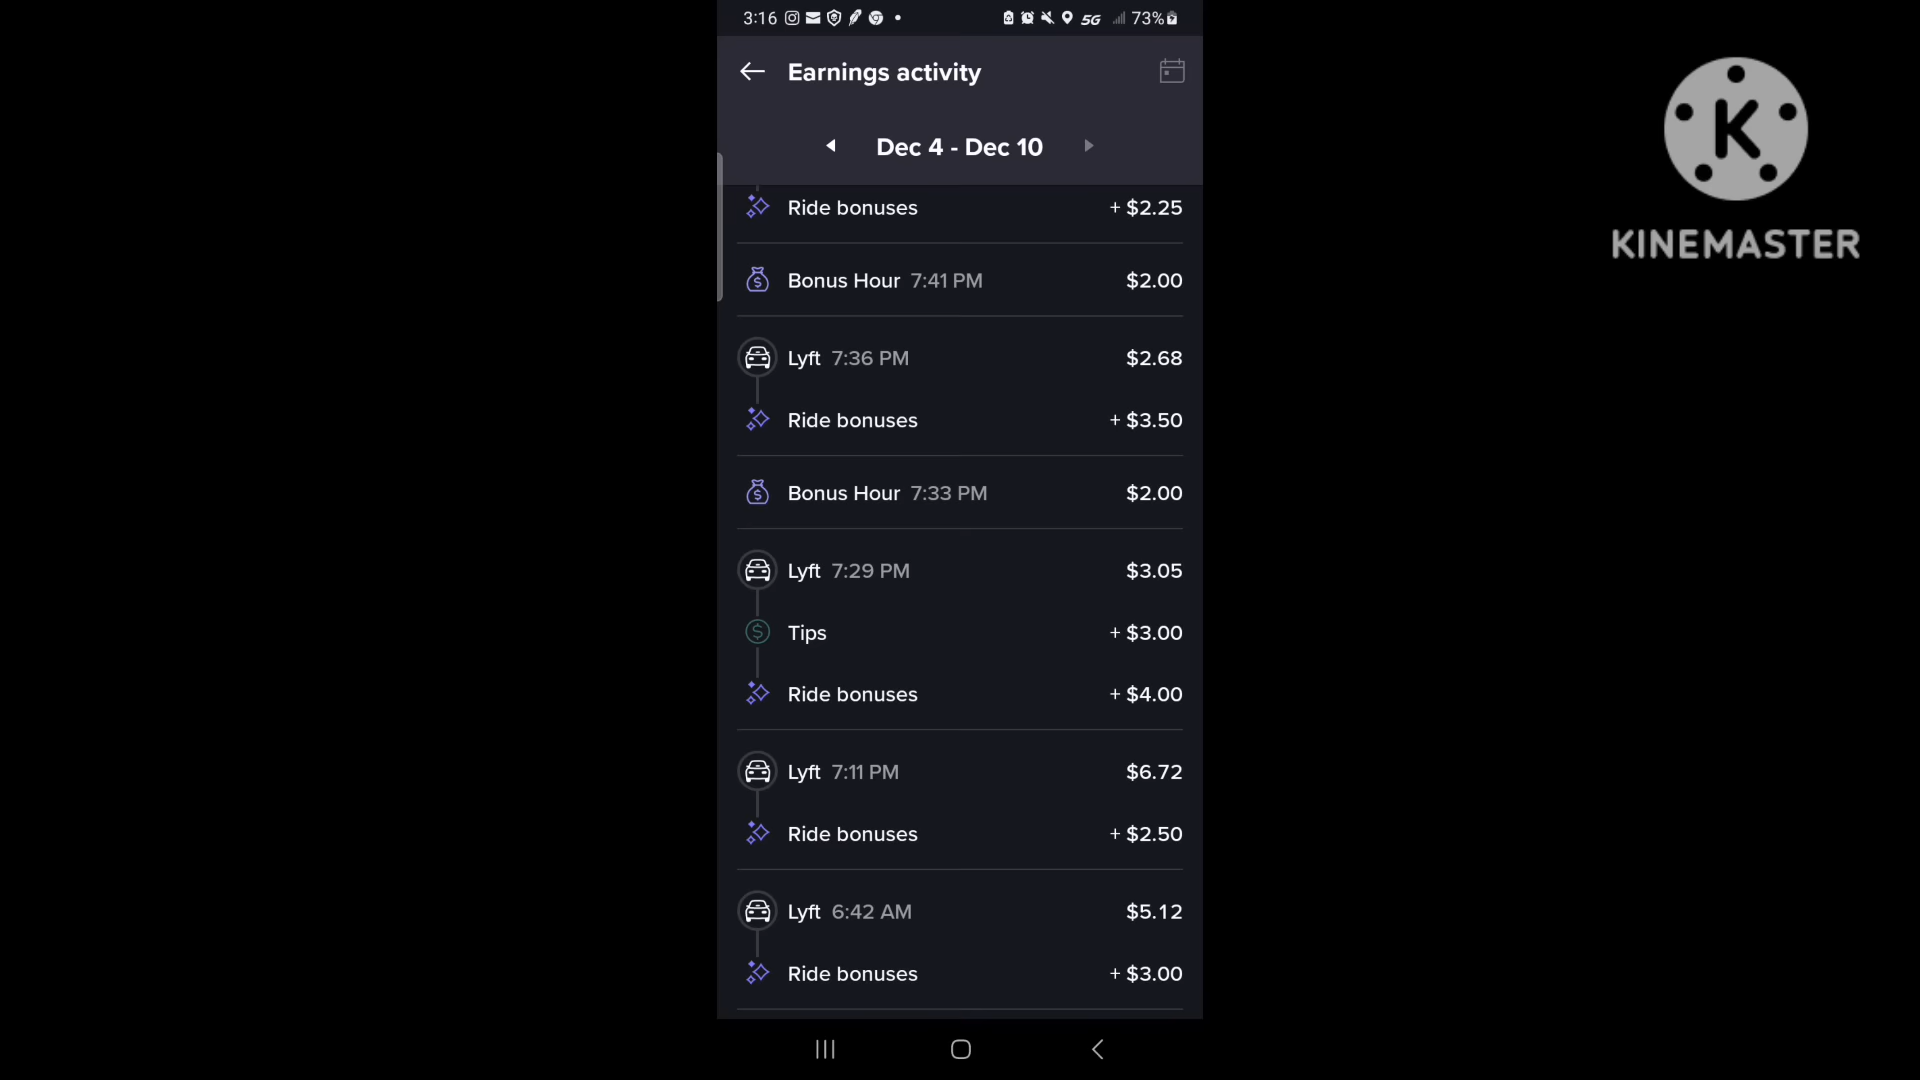 3:16 5G 73%
Earnings activity
Dec 4 - Dec 10
Ride bonuses + $2.25
Bonus Hour 7:41 PM $2.00
Lyft 7:36 PM $2.68
Ride bonuses + $3.50
Bonus Hour 7:33 PM $2.00
Lyft 7:29 PM $3.05
Tips + $3.00
Ride bonuses + $4.00
Lyft 7:11 PM $6.72
Ride bonuses + $2.50
Lyft 6:42 AM $5.12
Ride bonuses + $3.00
K
KINEMASTER